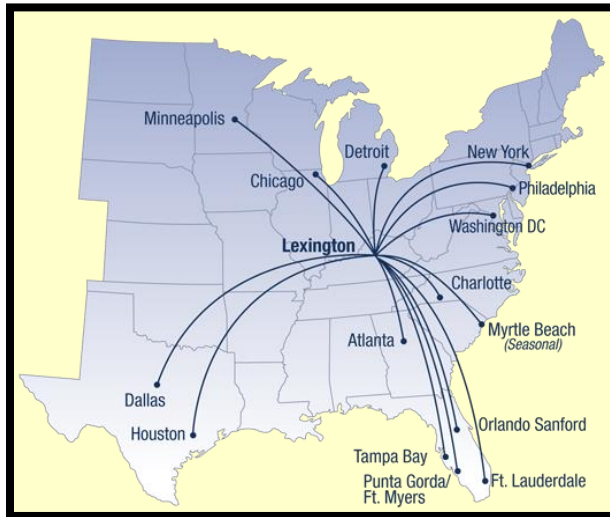 Minneapolis
Detroit
New York
Chicago
Philadelphia
Washington DC
Lexington
Charlotte
Myrtle Beach
(Seasonal)
Atlanta
Dallas
Houston
Orlando Sanford
Tampa Bay
Punta Gorda/
Ft. Myers
Ft. Lauderdale